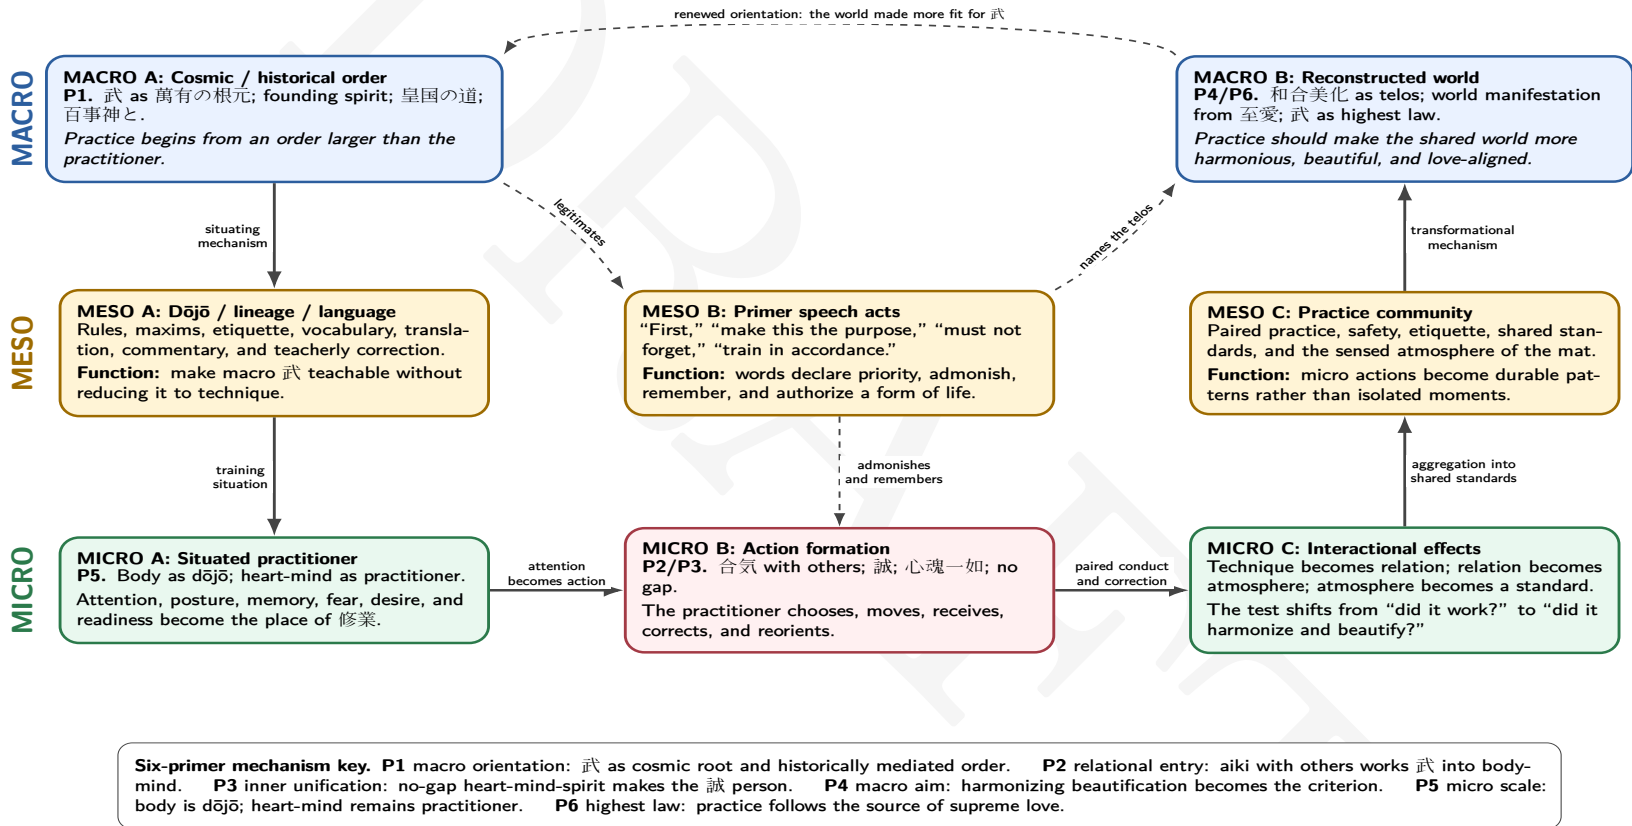 renewed orientation: the world made more fit for 武
MACRO
MACRO A: Cosmic / historical order
P1. 武 as 萬有の根元; founding spirit; 皇国の道;
百事神と.
Practice begins from an order larger than the
practitioner.
MACRO B: Reconstructed world
P4/P6. 和合美化 as telos; world manifestation
from 至愛; 武 as highest law.
Practice should make the shared world more
harmonious, beautiful, and love-aligned.
situating
mechanism
legitimates
names the telos
transformational
mechanism
MESO
MESO A: Dōjō / lineage / language
Rules, maxims, etiquette, vocabulary, transla-
tion, commentary, and teacherly correction.
Function: make macro 武 teachable without
reducing it to technique.
MESO B: Primer speech acts
“First,” “make this the purpose,” “must not
forget,” “train in accordance.”
Function: words declare priority, admonish,
remember, and authorize a form of life.
MESO C: Practice community
Paired practice, safety, etiquette, shared stan-
dards, and the sensed atmosphere of the mat.
Function: micro actions become durable pat-
terns rather than isolated moments.
training
situation
admonishes
and remembers
aggregation into
shared standards
MICRO
MICRO A: Situated practitioner
P5. Body as dōjō; heart-mind as practitioner.
Attention, posture, memory, fear, desire, and
readiness become the place of 修業.
attention
becomes action
MICRO B: Action formation
P2/P3. 合気 with others; 誠; 心魂一如; no
gap.
The practitioner chooses, moves, receives,
corrects, and reorients.
paired conduct
and correction
MICRO C: Interactional effects
Technique becomes relation; relation becomes
atmosphere; atmosphere becomes a standard.
The test shifts from “did it work?” to “did it
harmonize and beautify?”
Six-primer mechanism key. P1 macro orientation: 武 as cosmic root and historically mediated order. P2 relational entry: aiki with others works 武 into body-
mind. P3 inner unification: no-gap heart-mind-spirit makes the 誠 person. P4 macro aim: harmonizing beautification becomes the criterion. P5 micro scale:
body is dōjō; heart-mind remains practitioner. P6 highest law: practice follows the source of supreme love.
DRAFT